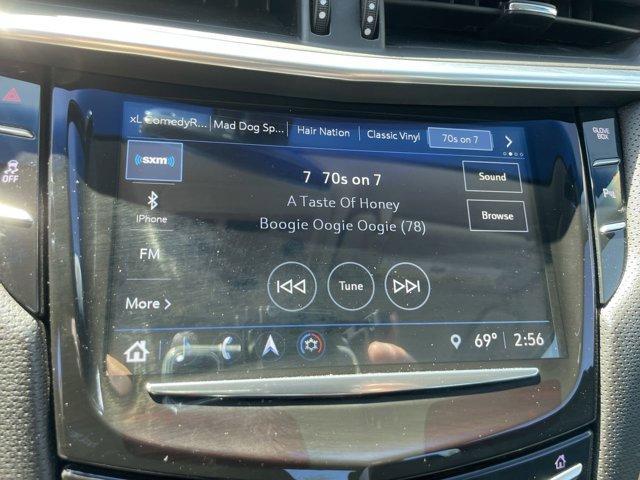 xL ComedyR... Mad Dog Sp... Hair Nation Classic Vinyl 70s on 7
((sxm))
7 70s on 7
Sound
A Taste Of Honey
iPhone
Boogie Oogie Oogie (78)
Browse
FM
Tune
More >
69° 2:56
OFF
GLOVE
BOX